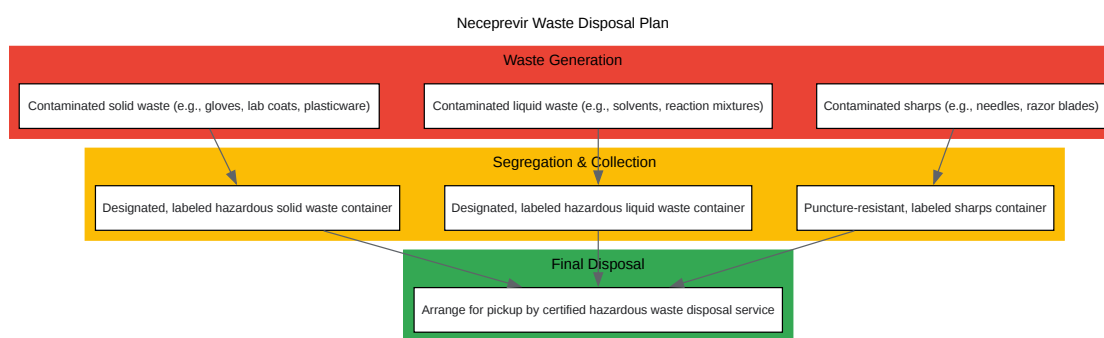 Neceprevir Waste Disposal Plan
Waste Generation
Contaminated solid waste (e.g., gloves, lab coats, plasticware)
Contaminated liquid waste (e.g., solvents, reaction mixtures)
Contaminated sharps (e.g., needles, razor blades)
Segregation & Collection
Designated, labeled hazardous solid waste container
Designated, labeled hazardous liquid waste container
Puncture-resistant, labeled sharps container
Final Disposal
Arrange for pickup by certified hazardous waste disposal service